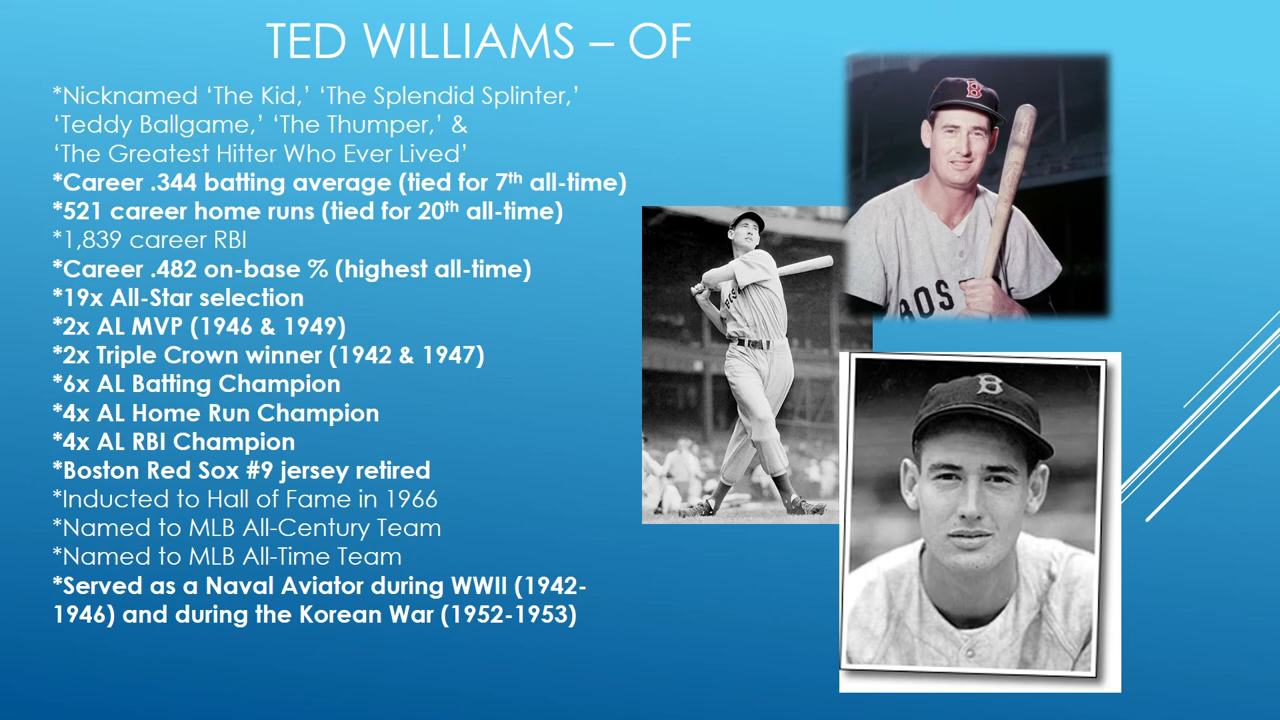 TED WILLIAMS – OF
*Nicknamed ‘The Kid,’ ‘The Splendid Splinter,’
‘Teddy Ballgame,’ ‘The Thumper,’ &
‘The Greatest Hitter Who Ever Lived’
*Career .344 batting average (tied for 7th all-time)
*521 career home runs (tied for 20th all-time)
*1,839 career RBI
*Career .482 on-base % (highest all-time)
*19x All-Star selection
*2x AL MVP (1946 & 1949)
*2x Triple Crown winner (1942 & 1947)
*6x AL Batting Champion
*4x AL Home Run Champion
*4x AL RBI Champion
*Boston Red Sox #9 jersey retired
*Inducted to Hall of Fame in 1966
*Named to MLB All-Century Team
*Named to MLB All-Time Team
*Served as a Naval Aviator during WWII (1942-
1946) and during the Korean War (1952-1953)
B
BOS
B